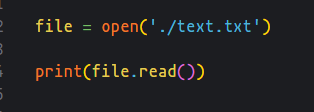 file = open('./text.txt')
print(file.read())